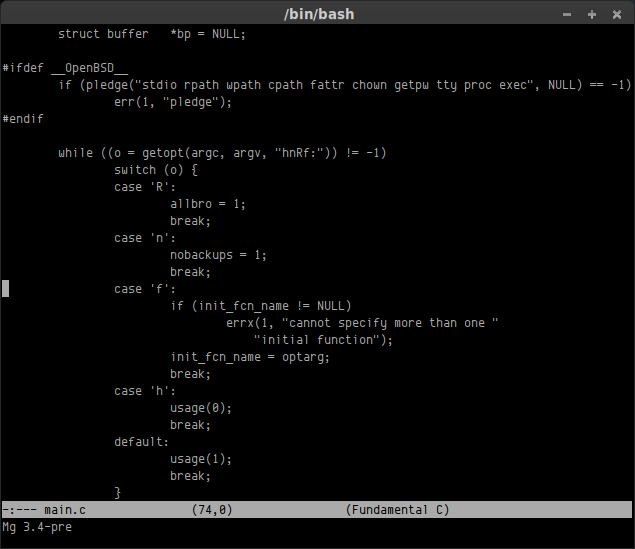 /bin/bash
struct buffer   *bp = NULL;
#ifdef __OpenBSD__
        if (pledge("stdio rpath wpath cpath fattr chown getpw tty proc exec", NULL) == -1)
                err(1, "pledge");
#endif
        while ((o = getopt(argc, argv, "hnRf:")) != -1)
                switch (o) {
                case 'R':
                        allbro = 1;
                        break;
                case 'n':
                        nobackups = 1;
                        break;
                case 'f':
                        if (init_fcn_name != NULL)
                                errx(1, "cannot specify more than one "
                                    "initial function");
                        init_fcn_name = optarg;
                        break;
                case 'h':
                        usage(0);
                        break;
                default:
                        usage(1);
                        break;
                }
-:--- main.c               (74,0)                (Fundamental C)
Mg 3.4-pre